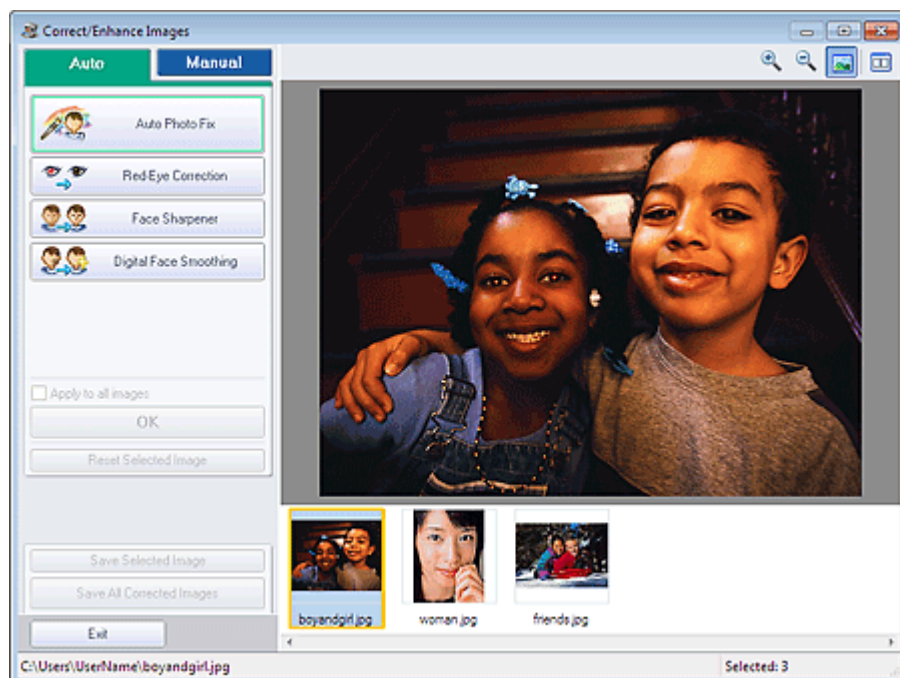 Correct/Enhance Images
Auto
Manual
Auto Photo Fix
Red-Eye Correction
Face Sharpener
Digital Face Smoothing
Apply to all images
OK
Reset Selected Image
Save Selected Image
Save All Corrected Images
Exit
boyandgirl.jpg
woman.jpg
friends.jpg
C:\Users\UserName\boyandgirl.jpg
Selected: 3